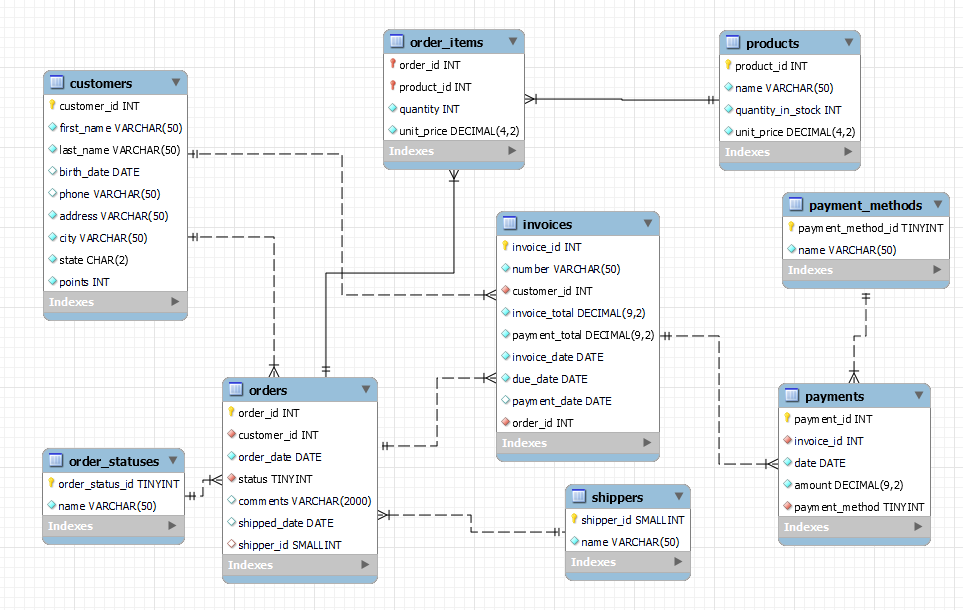 customers
customer_id INT
first_name VARCHAR(50)
last_name VARCHAR(50)
birth_date DATE
phone VARCHAR(50)
address VARCHAR(50)
city VARCHAR(50)
state CHAR(2)
points INT
Indexes
order_items
order_id INT
product_id INT
quantity INT
unit_price DECIMAL(4,2)
Indexes
products
product_id INT
name VARCHAR(50)
quantity_in_stock INT
unit_price DECIMAL(4,2)
Indexes
payment_methods
payment_method_id TINYINT
name VARCHAR(50)
Indexes
invoices
invoice_id INT
number VARCHAR(50)
customer_id INT
invoice_total DECIMAL(9,2)
payment_total DECIMAL(9,2)
invoice_date DATE
due_date DATE
payment_date DATE
order_id INT
Indexes
orders
order_id INT
customer_id INT
order_date DATE
status TINYINT
comments VARCHAR(2000)
shipped_date DATE
shipper_id SMALLINT
Indexes
payments
payment_id INT
invoice_id INT
date DATE
amount DECIMAL(9,2)
payment_method TINYINT
Indexes
order_statuses
order_status_id TINYINT
name VARCHAR(50)
Indexes
shippers
shipper_id SMALLINT
name VARCHAR(50)
Indexes